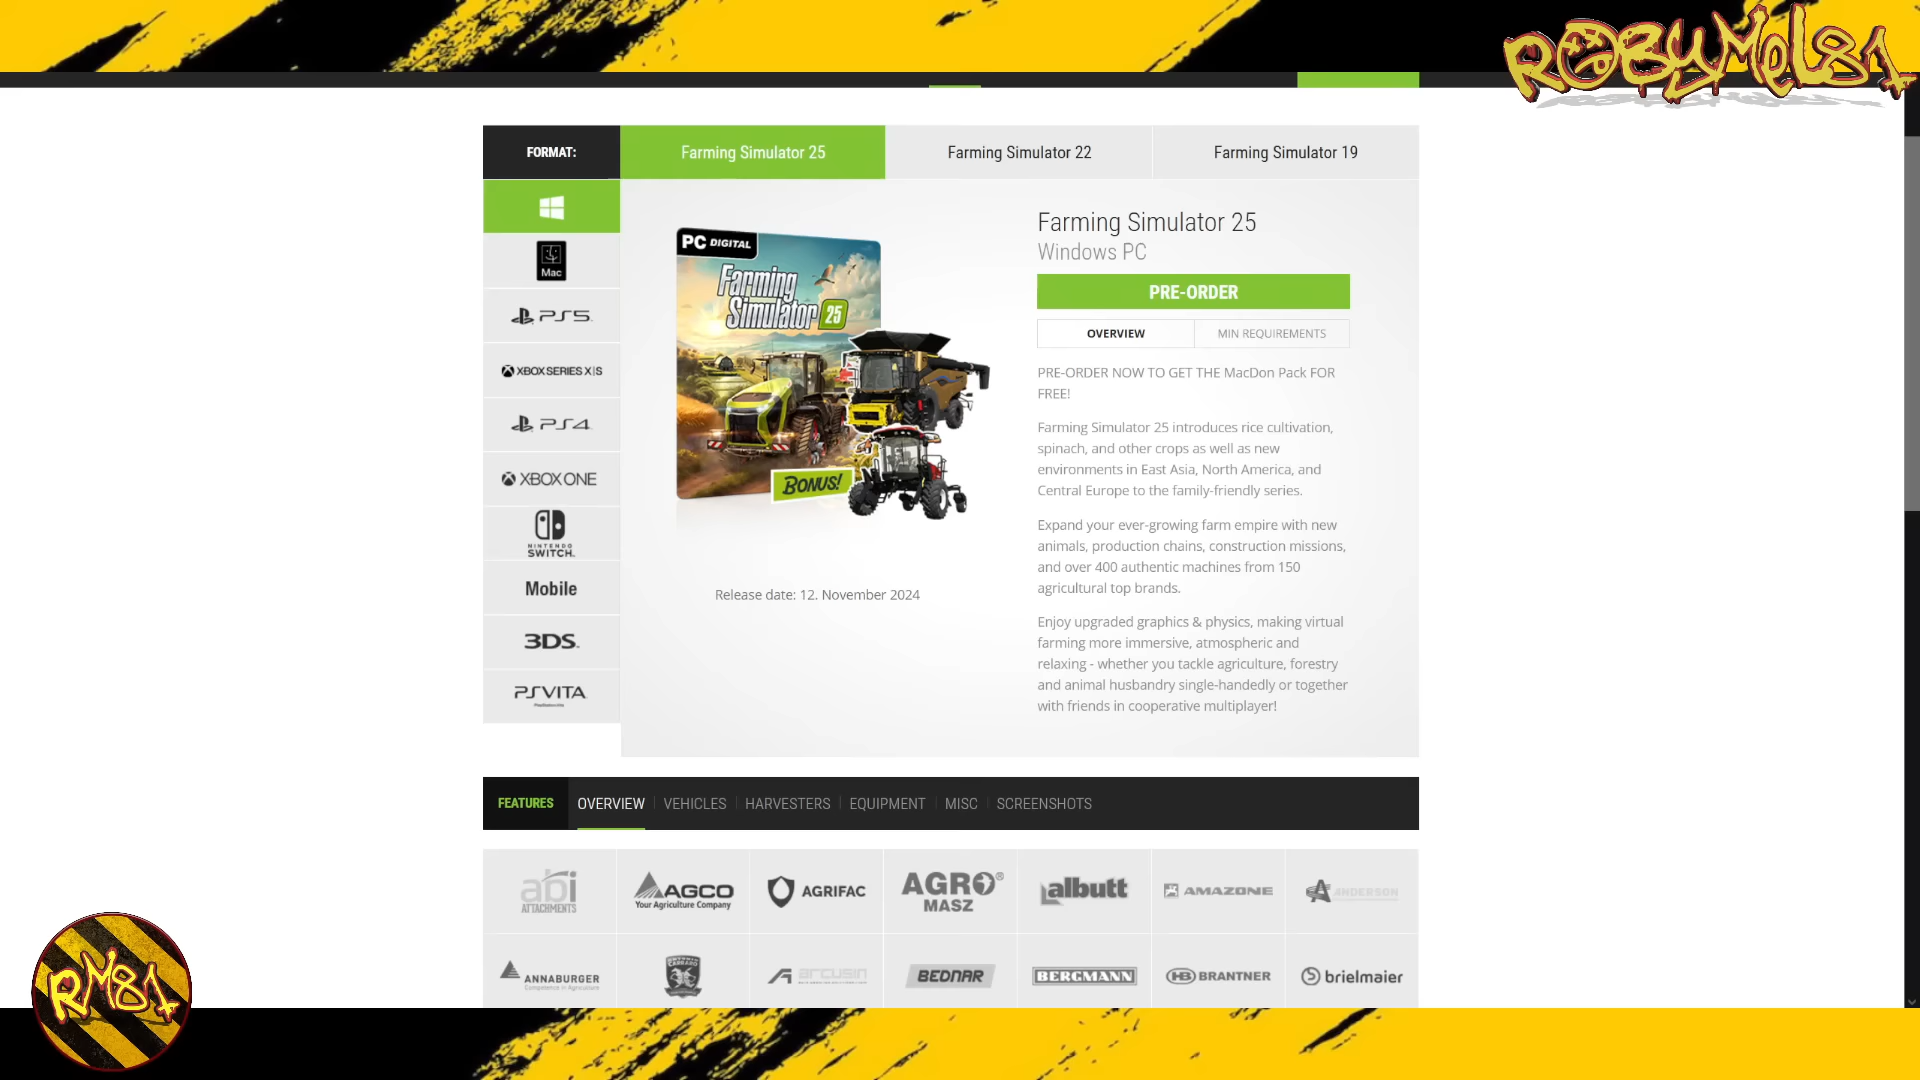 RobyMel81
FORMAT:
Farming Simulator 25
Farming Simulator 22
Farming Simulator 19
Mac
PS5
XBOX SERIES X|S
PS4
XBOX ONE
NINTENDO
SWITCH
Mobile
3DS
PSVITA
PC DIGITAL
Farming
Simulator 25
BONUS!
Release date: 12. November 2024
Farming Simulator 25
Windows PC
PRE-ORDER
OVERVIEW
MIN REQUIREMENTS
PRE-ORDER NOW TO GET THE MacDon Pack FOR
FREE!
Farming Simulator 25 introduces rice cultivation,
spinach, and other crops as well as new
environments in East Asia, North America, and
Central Europe to the family-friendly series.
Expand your ever-growing farm empire with new
animals, production chains, construction missions,
and over 400 authentic machines from 150
agricultural top brands.
Enjoy upgraded graphics & physics, making virtual
farming more immersive, atmospheric and
relaxing - whether you tackle agriculture, forestry
and animal husbandry single-handedly or together
with friends in cooperative multiplayer!
FEATURES OVERVIEW VEHICLES HARVESTERS EQUIPMENT MISC SCREENSHOTS
abi
ATTACHMENTS
AGCO
Your Agriculture Company
AGRIFAC
AGRO®
MASZ
albutt
AMAZONE
ANDERSON
ANNABURGER
Competence in Agriculture
ARCUSIN
BEDNAR
BERGMANN
BRANTNER
brielmaier
RM81